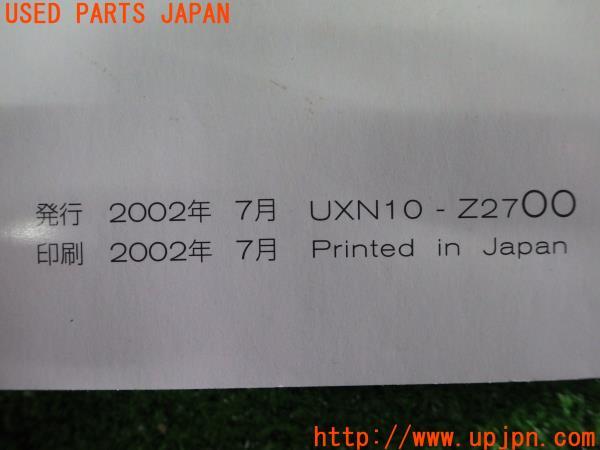 USED PARTS JAPAN
発行 2002年 7月 UXN10 - Z2700
印刷 2002年 7月 Printed in Japan
http://www.upjpn.com/